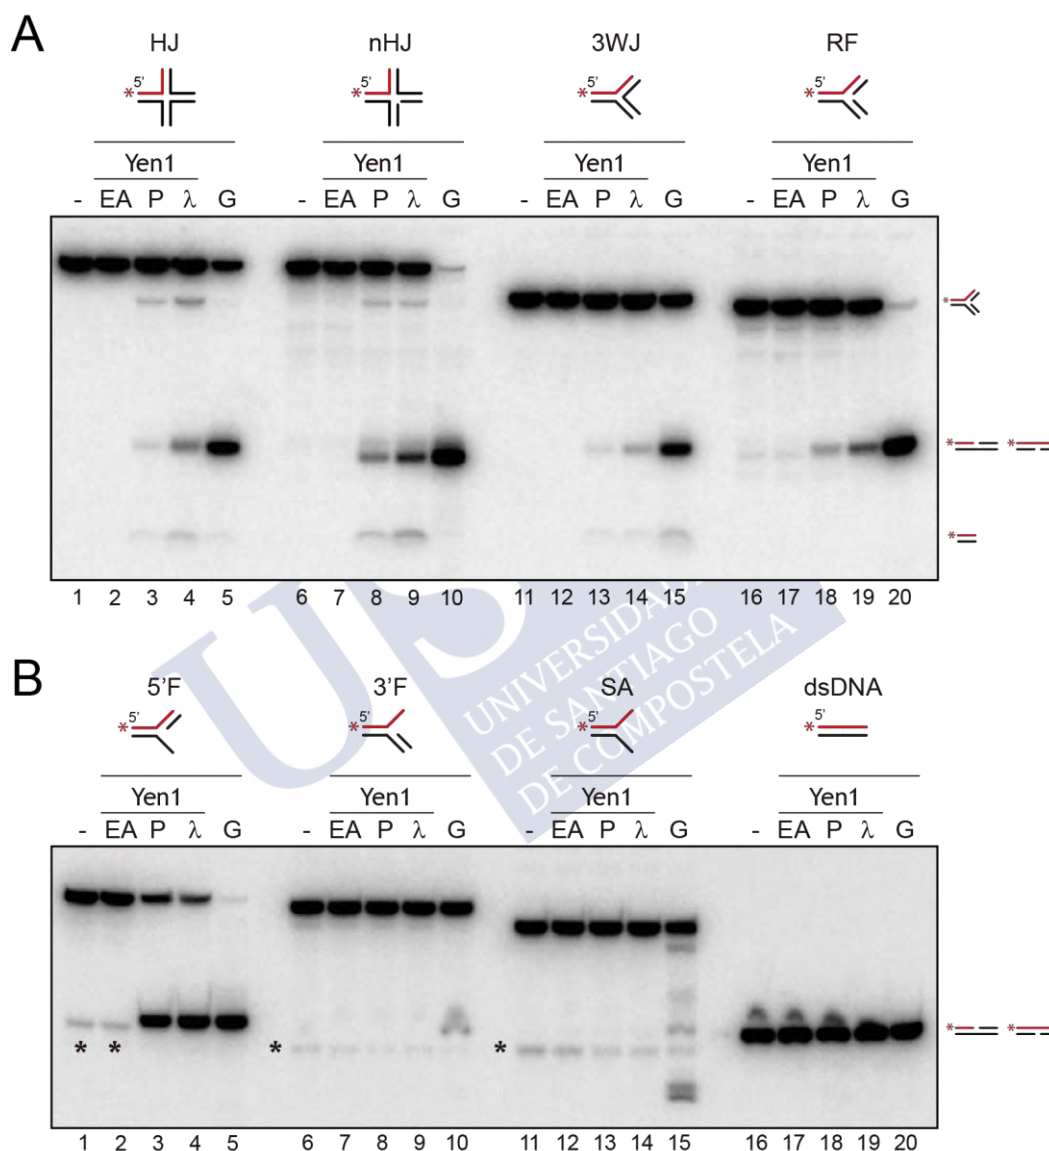 A
HJ nHJ 3WJ RF
*5' *5' *5' *5'
Yen1 Yen1 Yen1 Yen1
- EA P λ G - EA P λ G - EA P λ G - EA P λ G
*
* *
*
1 2 3 4 5 6 7 8 9 10 11 12 13 14 15 16 17 18 19 20
US
UNIVERSIDA
DE SANTIAGO
DE COMPOSTELA
B
5'F 3'F SA dsDNA
*5' *5' *5' *5'
Yen1 Yen1 Yen1 Yen1
- EA P λ G - EA P λ G - EA P λ G - EA P λ G
* *
* * * *
1 2 3 4 5 6 7 8 9 10 11 12 13 14 15 16 17 18 19 20